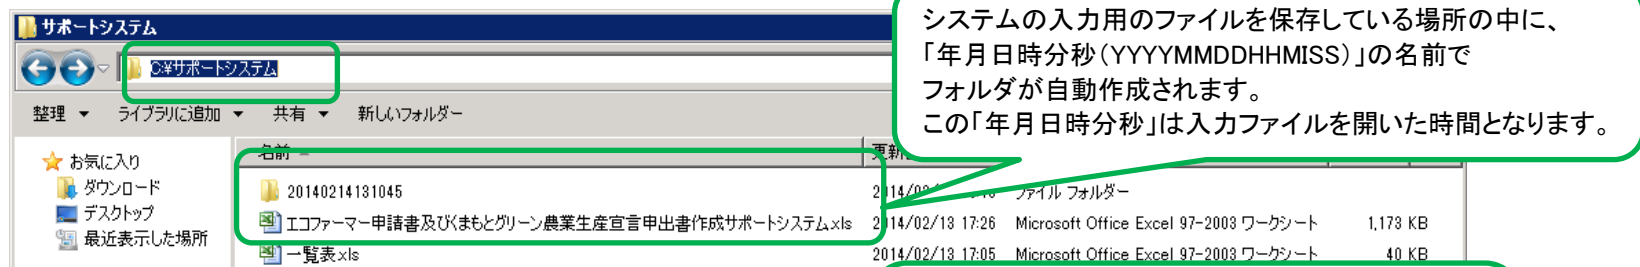 サポートシステム
システムの入力用のファイルを保存している場所の中に、
「年月日時分秒(YYYYMMDDHHMISS)」の名前で
フォルダが自動作成されます。
この「年月日時分秒」は入力ファイルを開いた時間となります。
C:¥サポートシステム
整理 ▼ ライブラリに追加 ▼ 共有 ▼ 新しいフォルダー
名前 更新
お気に入り
ダウンロード
デスクトップ
最近表示した場所
20140214131045 ファイル フォルダー
エコファーマー申請書及びくまもとグリーン農業生産宣言申出書作成サポートシステム.xls 2014/02/13 17:26 Microsoft Office Excel 97-2003 ワークシート 1,173 KB
一覧表.xls 2014/02/13 17:05 Microsoft Office Excel 97-2003 ワークシート 40 KB